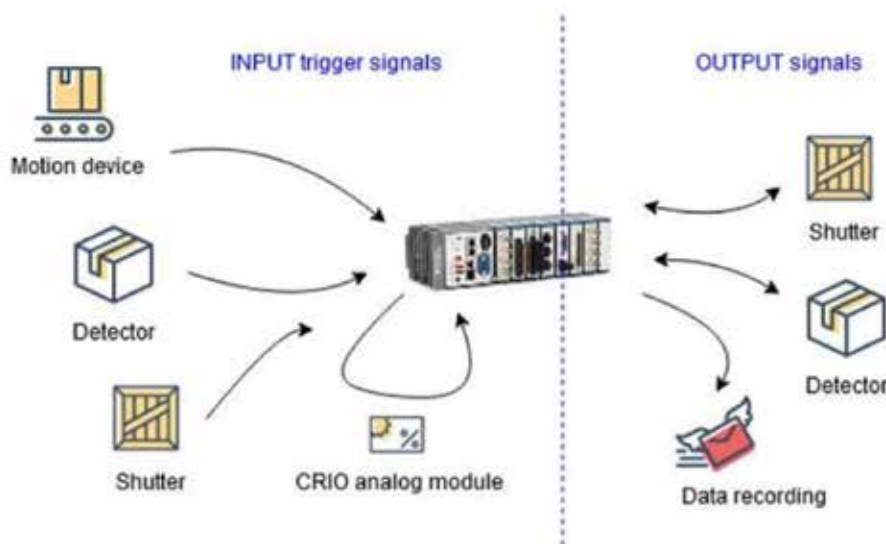 INPUT trigger signals
OUTPUT signals
Motion device
Shutter
Detector
Detector
Shutter
CRIO analog module
Data recording